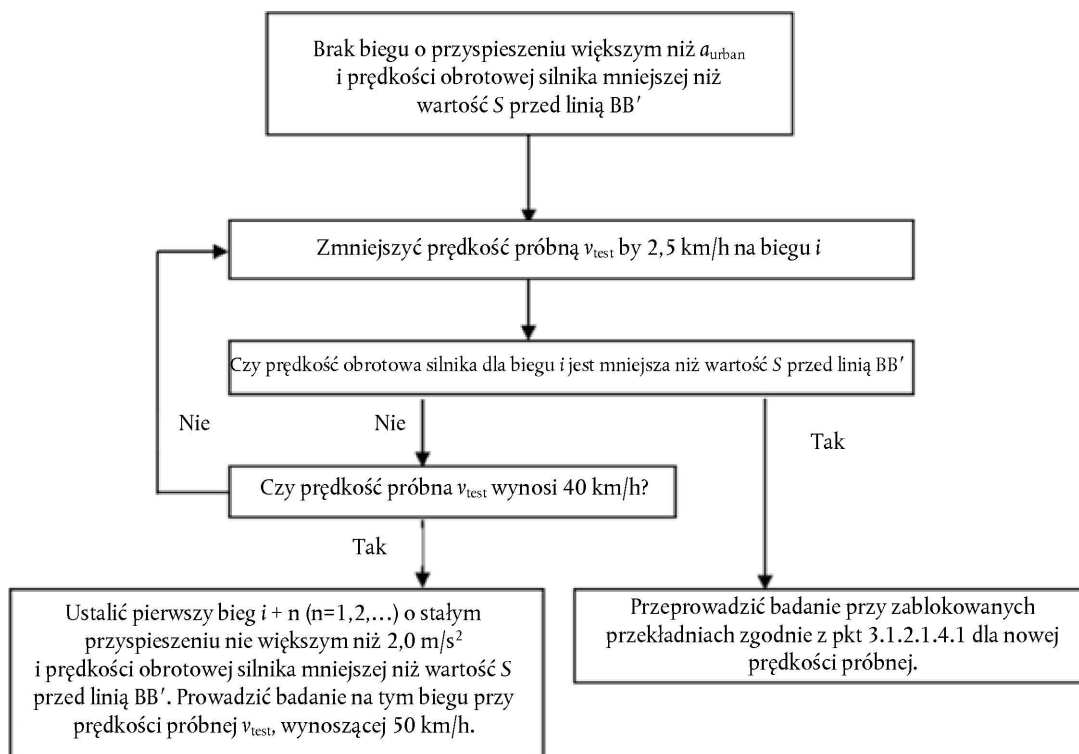 Brak biegu o przyspieszeniu większym niż a_urban
i prędkości obrotowej silnika mniejszej niż
wartość S przed linią BB′
Zmniejszyć prędkość próbną v_test by 2,5 km/h na biegu i
Czy prędkość obrotowa silnika dla biegu i jest mniejsza niż wartość S przed linią BB′
Nie
Nie
Tak
Czy prędkość próbna v_test wynosi 40 km/h?
Tak
Ustalić pierwszy bieg i + n (n=1,2,…) o stałym
przyspieszeniu nie większym niż 2,0 m/s²
i prędkości obrotowej silnika mniejszej niż wartość S
przed linią BB′. Prowadzić badanie na tym biegu przy
prędkości próbnej v_test, wynoszącej 50 km/h.
Przeprowadzić badanie przy zablokowanych
przekładniach zgodnie z pkt 3.1.2.1.4.1 dla nowej
prędkości próbnej.